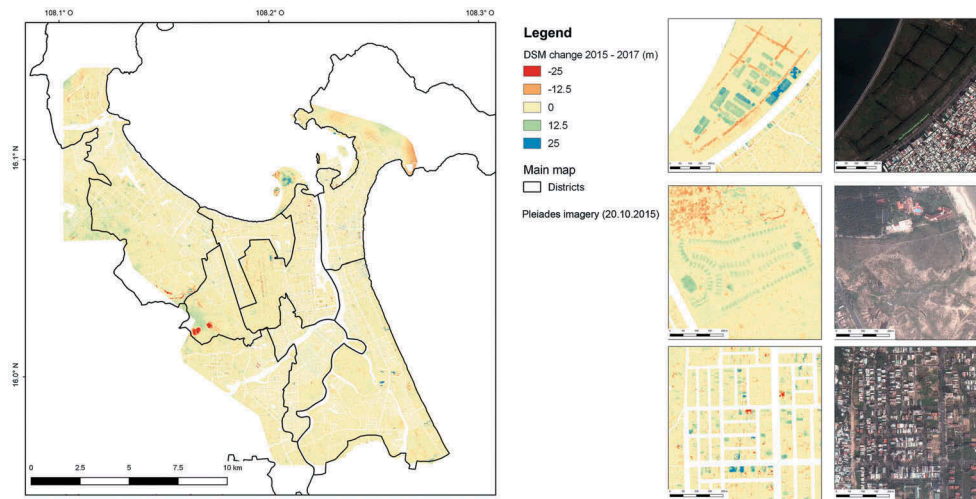 108.1° O
108.2° O
108.3° O
16.1° N
16.0° N
0
2.5
5
7.5
10 km
Legend
DSM change 2015 - 2017 (m)
-25
-12.5
0
12.5
25
Main map
Districts
Pleiades imagery (20.10.2015)